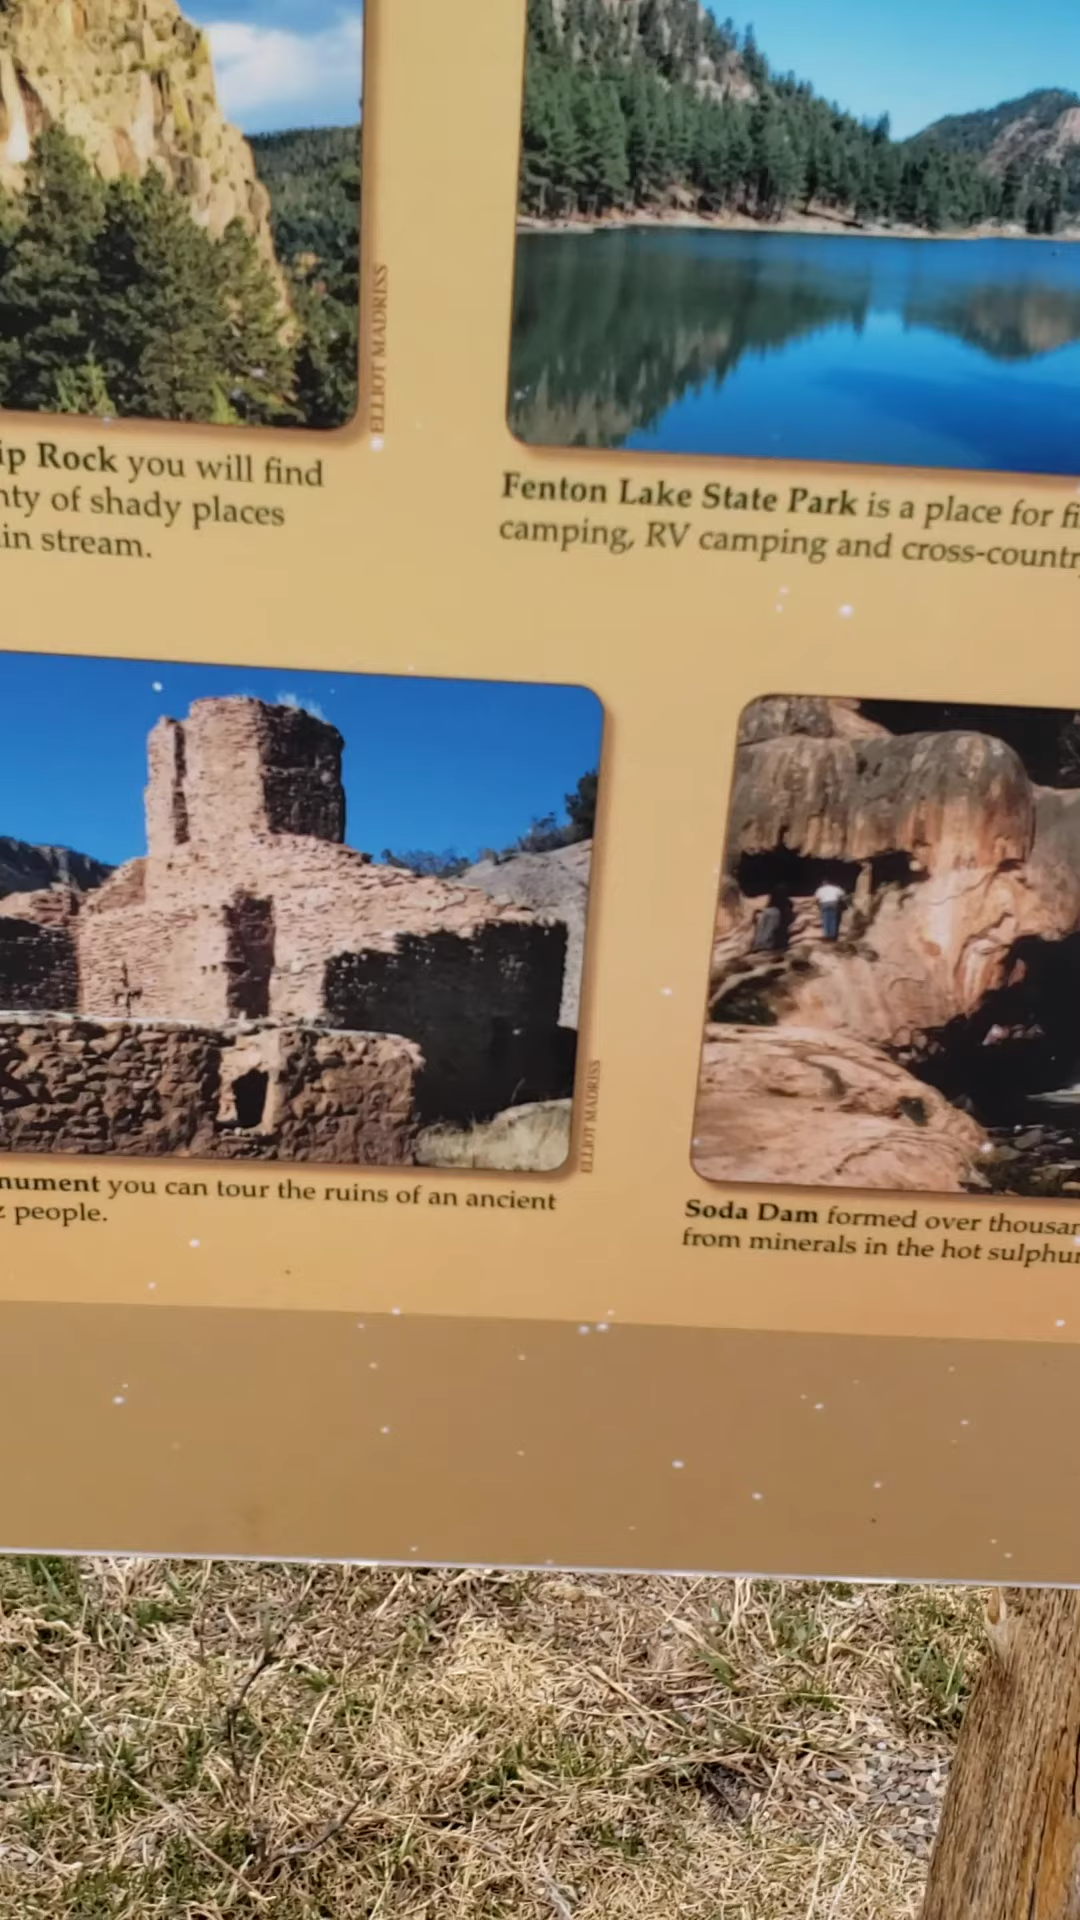 ELLIOT MADRISS
ip Rock you will find
nty of shady places
in stream.
Fenton Lake State Park is a place for fi
camping, RV camping and cross-countr
ELLIOT MADRISS
nument you can tour the ruins of an ancient
z people.
Soda Dam formed over thousan
from minerals in the hot sulphur